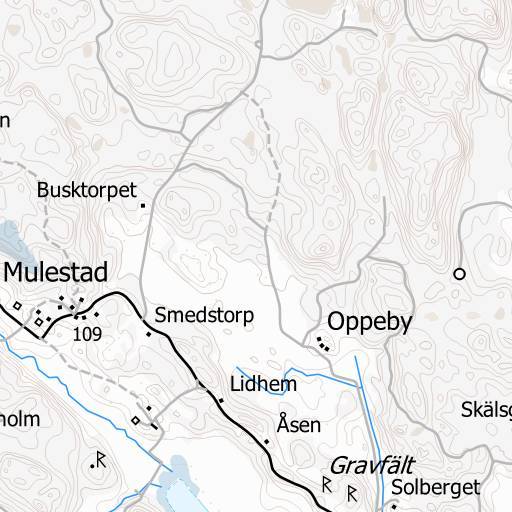 n
Busktorpet
Mulestad
109
Smedstorp
Oppeby
Lidhem
holm
Åsen
Skälsg
Gravfält
R
R
R
Solberget